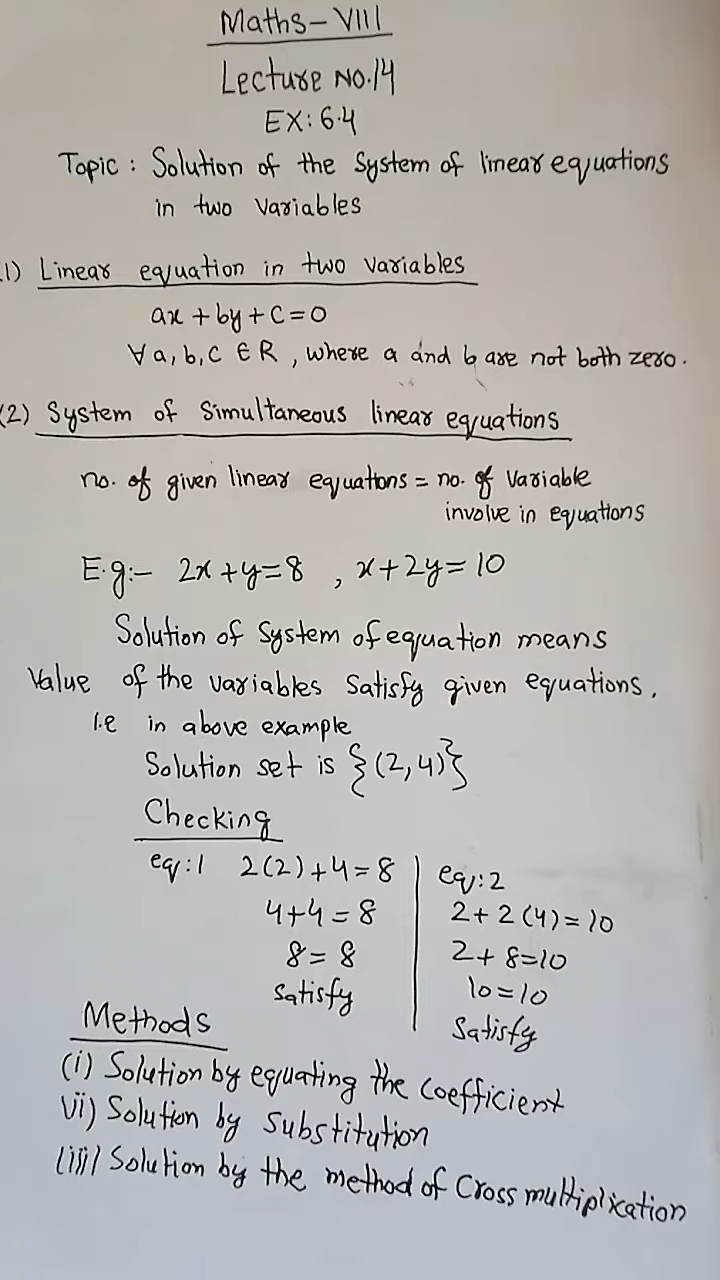 Maths-VIII
Lecture NO.14
EX: 6.4
Topic : Solution of the System of linear equations
in two variables
1) Linear equation in two variables
ax + by + c = 0
∀ a, b, c ∈ R , where a and b are not both zero.
(2) System of Simultaneous linear equations
no. of given linear equations = no. of variable
involve in equations
E.g:- 2x + y = 8 , x + 2y = 10
Solution of System of equation means
Value of the variables Satisfy given equations.
i.e in above example
Solution set is {(2,4)}
Checking
eq:1 2(2)+4=8
4+4=8
8=8
Satisfy
eq:2
2+2(4)=10
2+8=10
10=10
Satisfy
Methods
(i) Solution by equating the coefficient
ii) Solution by substitution
(iii) Solution by the method of Cross multiplixation